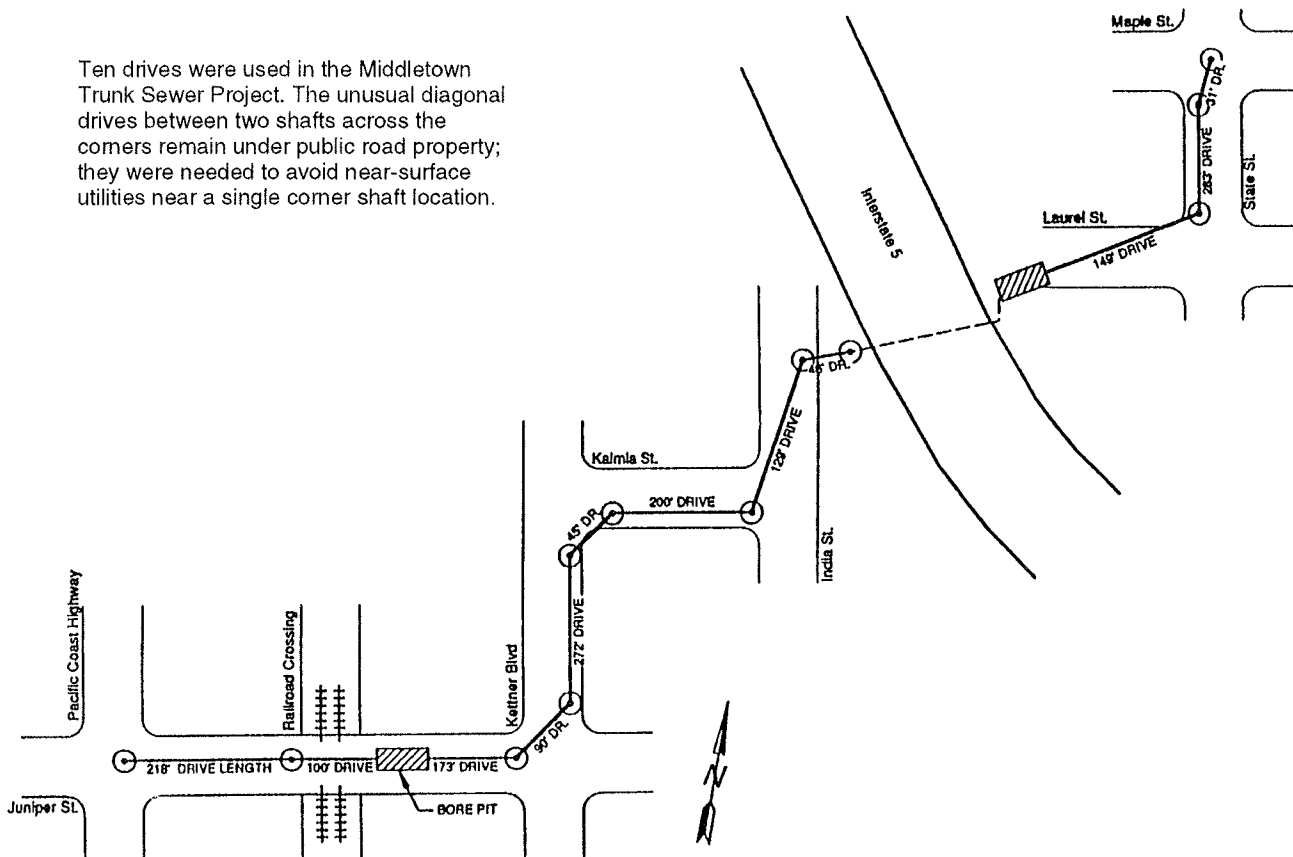 Ten drives were used in the Middletown
Trunk Sewer Project. The unusual diagonal
drives between two shafts across the
corners remain under public road property;
they were needed to avoid near-surface
utilities near a single corner shaft location.
Maple St.
DR.
283' DRIVE
State St.
Laurel St.
149' DRIVE
Interstate 5
DR.
129' DRIVE
India St.
Kalmia St.
200' DRIVE
45' DR.
272' DRIVE
Kettner Blvd
90' DR.
Pacific Coast Highway
Railroad Crossing
218' DRIVE LENGTH
100' DRIVE
173' DRIVE
Juniper St.
BORE PIT
N